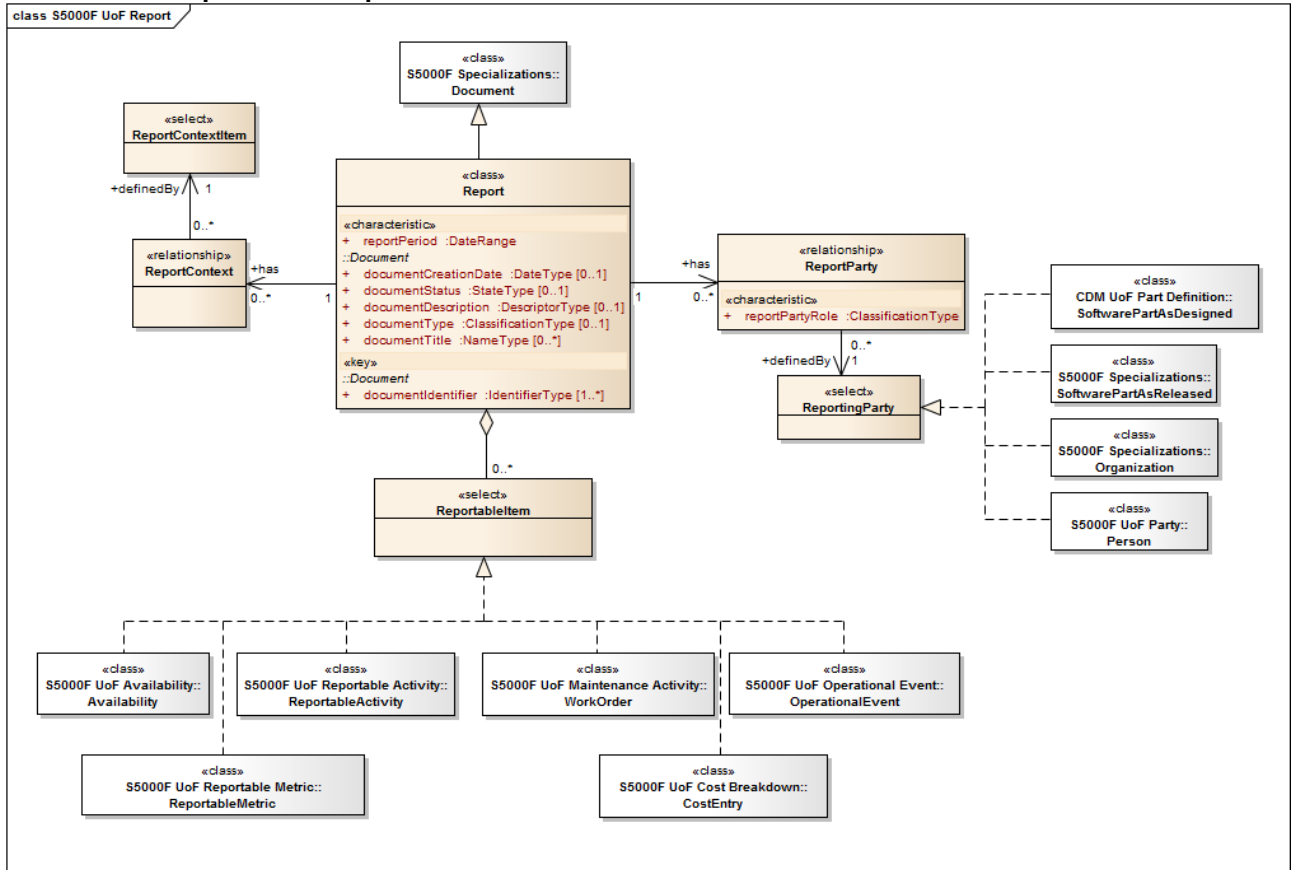 class S5000F UoF Report
«class»
S5000F Specializations::
Document
«select»
ReportContextItem
+definedBy
1
0..*
«relationship»
ReportContext
+has
0..*
1
«class»
Report
«characteristic»
+ reportPeriod :DateRange
::Document
+ documentCreationDate :DateType [0..1]
+ documentStatus :StateType [0..1]
+ documentDescription :DescriptorType [0..1]
+ documentType :ClassificationType [0..1]
+ documentTitle :NameType [0..*]
«key»
::Document
+ documentIdentifier :IdentifierType [1..*]
1
+has
0..*
«relationship»
ReportParty
«characteristic»
+ reportPartyRole :ClassificationType
0..*
+definedBy
1
«select»
ReportingParty
«class»
CDM UoF Part Definition::
SoftwarePartAsDesigned
«class»
S5000F Specializations::
SoftwarePartAsReleased
«class»
S5000F Specializations::
Organization
«class»
S5000F UoF Party::
Person
0..*
«select»
ReportableItem
«class»
S5000F UoF Availability::
Availability
«class»
S5000F UoF Reportable Activity::
ReportableActivity
«class»
S5000F UoF Maintenance Activity::
WorkOrder
«class»
S5000F UoF Operational Event::
OperationalEvent
«class»
S5000F UoF Reportable Metric::
ReportableMetric
«class»
S5000F UoF Cost Breakdown::
CostEntry